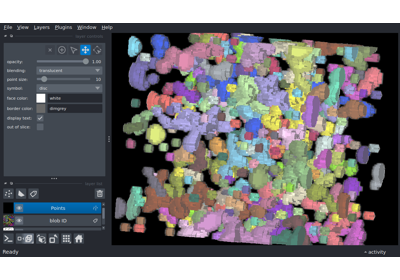 File View Layers Plugins Window Help
opacity: 1.00
blending: translucent
point size: 10
symbol: disc
face color: white
border color: dimgrey
display text:
out of slice:
Points
blob ID
Ready
activity